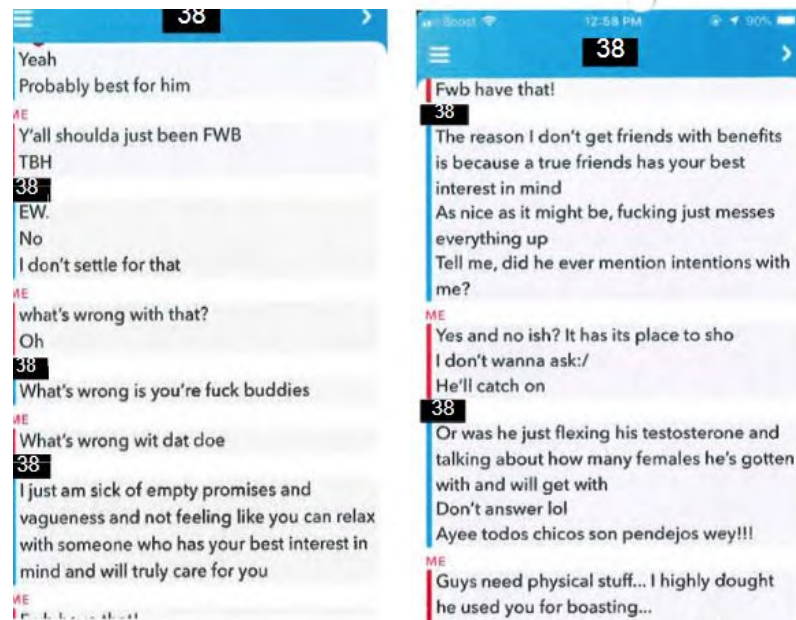 38
Yeah
Probably best for him
ME
Y'all shoulda just been FWB
TBH
38
EW.
No
I don't settle for that
ME
what's wrong with that?
Oh
38
What's wrong is you're fuck buddies
ME
What's wrong wit dat doe
38
I just am sick of empty promises and
vagueness and not feeling like you can relax
with someone who has your best interest in
mind and will truly care for you
ME
Boost 12:58 PM 90%
38
Fwb have that!
38
The reason I don't get friends with benefits
is because a true friends has your best
interest in mind
As nice as it might be, fucking just messes
everything up
Tell me, did he ever mention intentions with
me?
ME
Yes and no ish? It has its place to sho
I don't wanna ask:/
He'll catch on
38
Or was he just flexing his testosterone and
talking about how many females he's gotten
with and will get with
Don't answer lol
Ayee todos chicos son pendejos wey!!!
ME
Guys need physical stuff... I highly dought
he used you for boasting...